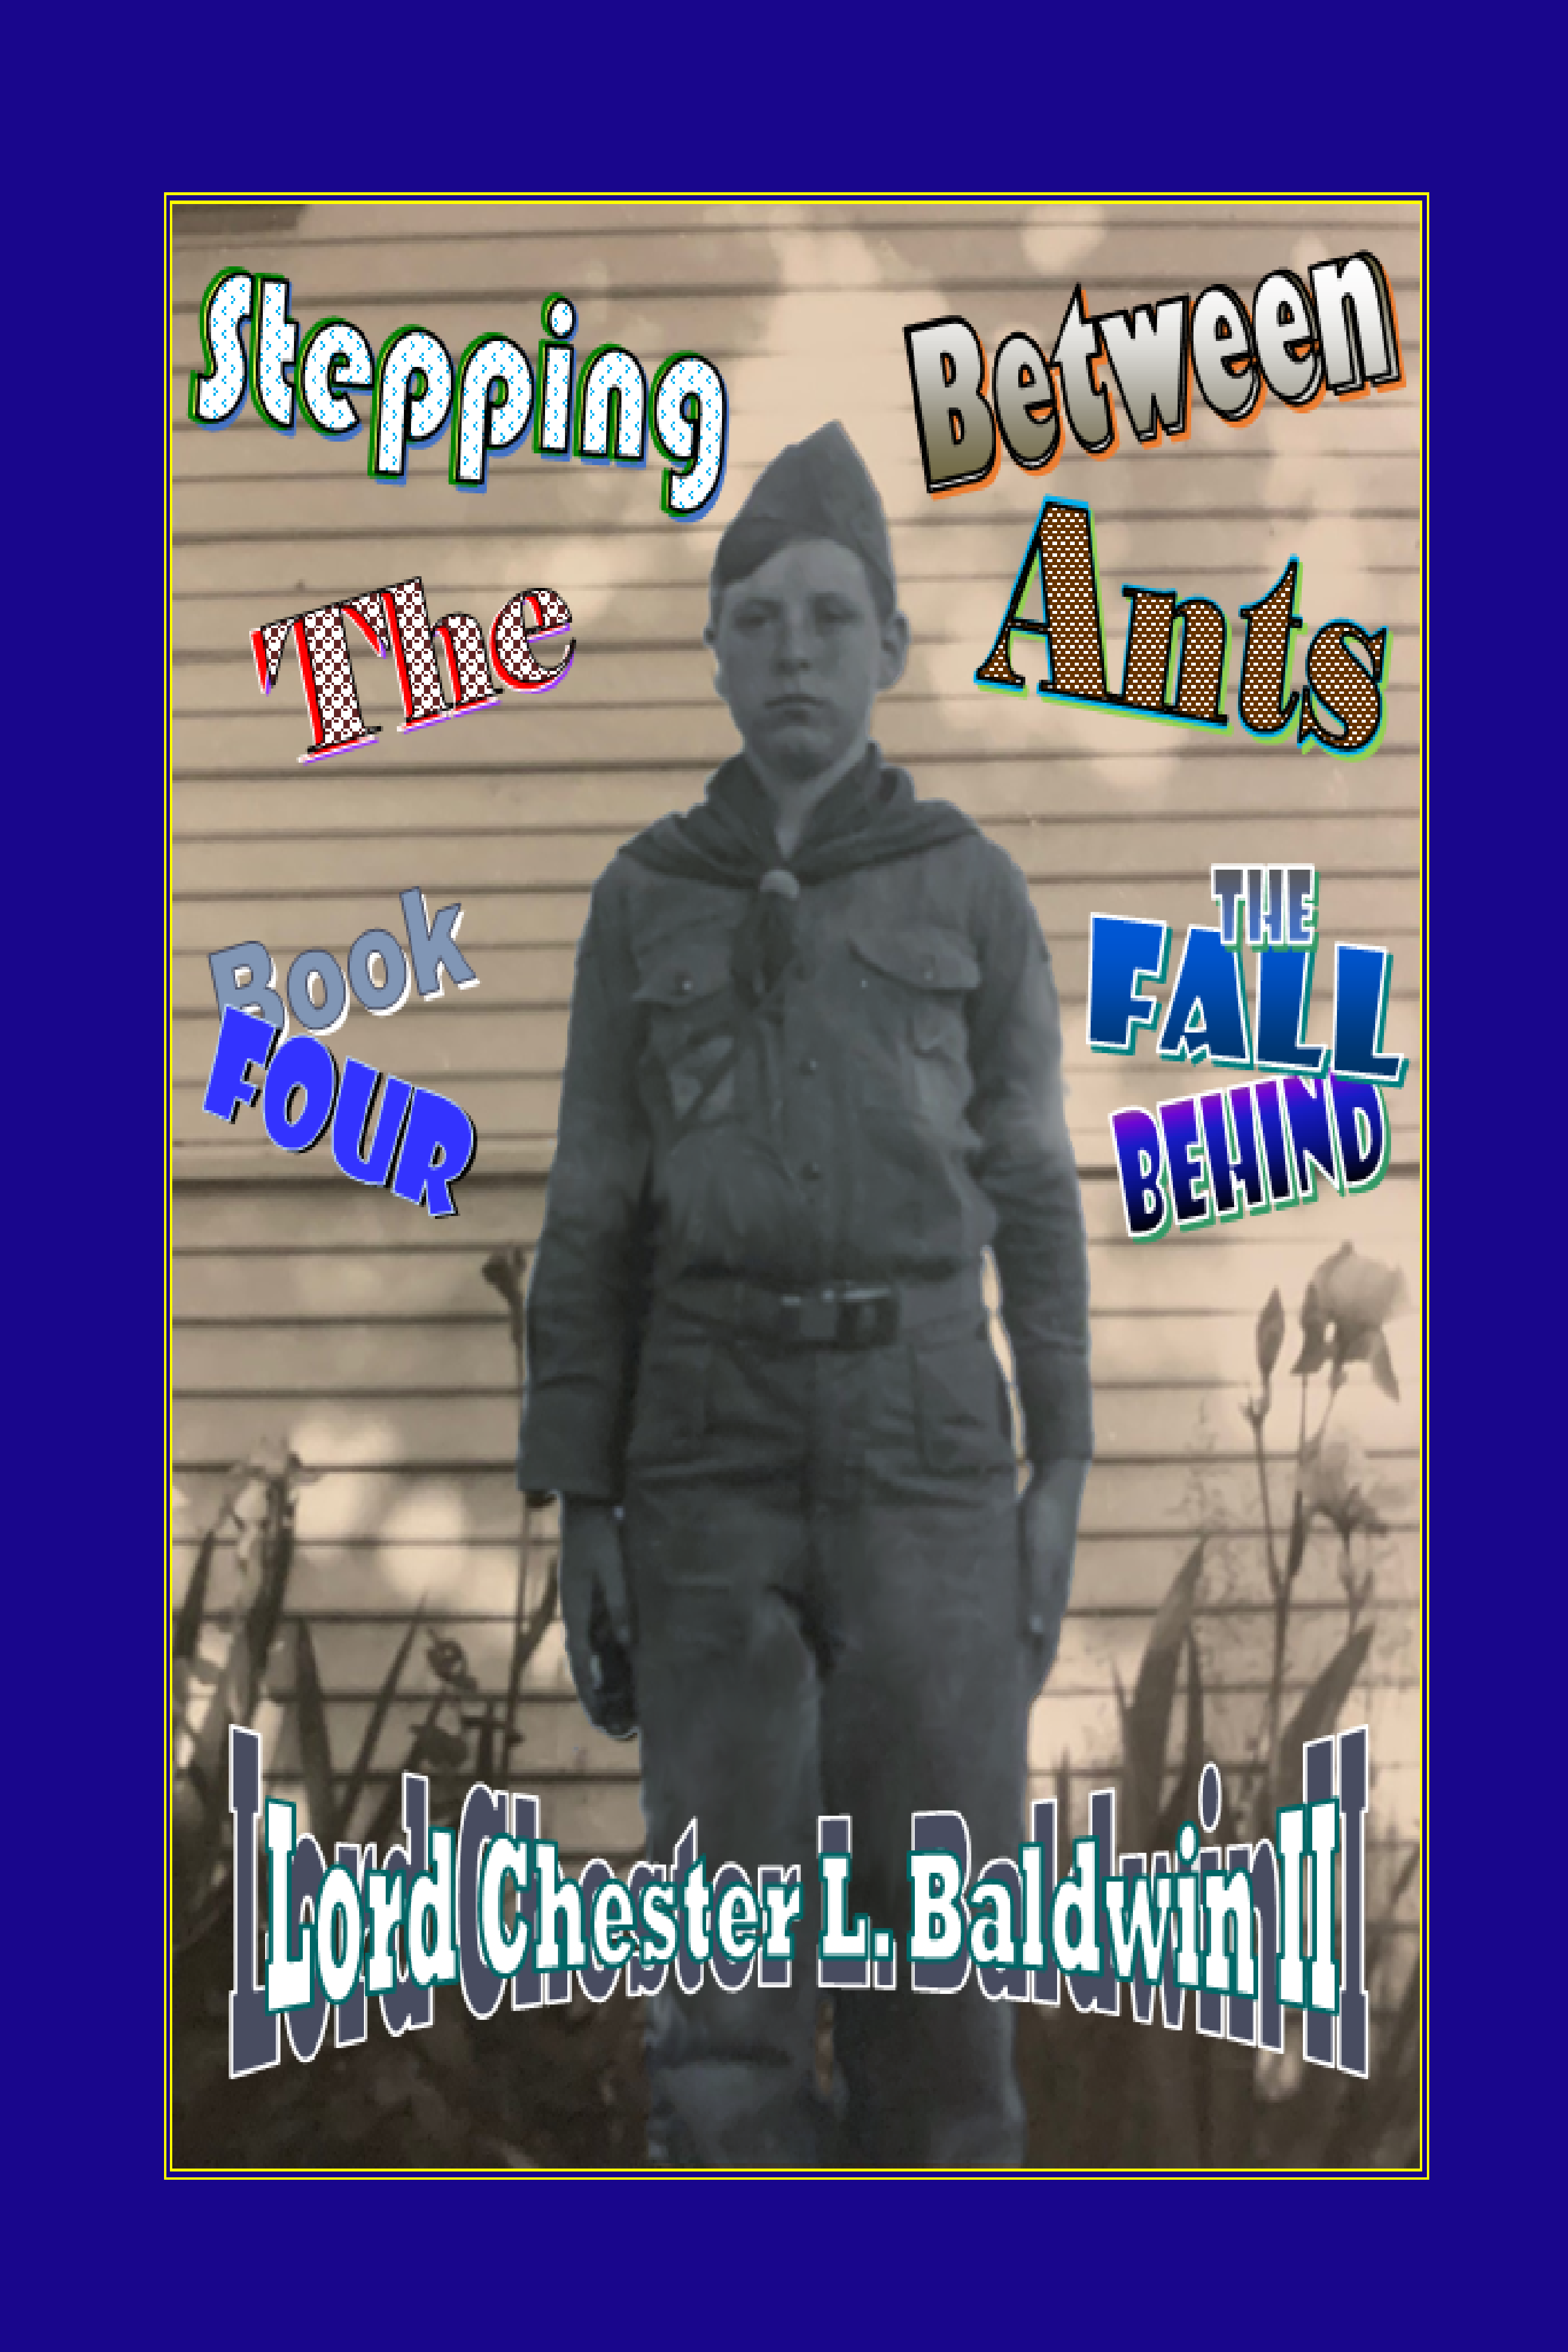 Stepping Between
The Ants
Book
FOUR
THE
FALL
BEHIND
Lord Chester L. Baldwin II